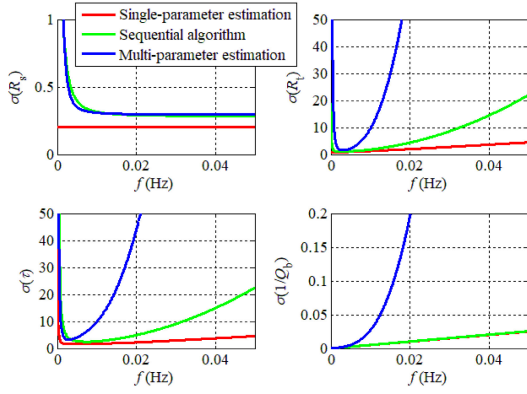 Single-parameter estimation
Sequential algorithm
Multi-parameter estimation
σ(Rs)
1
0.5
0
0 0.02 0.04
f (Hz)
σ(Rt)
50
40
30
20
10
0
0 0.02 0.04
f (Hz)
σ(τ)
50
40
30
20
10
0
0 0.02 0.04
f (Hz)
σ(1/Qb)
0.2
0.15
0.1
0.05
0
0 0.02 0.04
f (Hz)